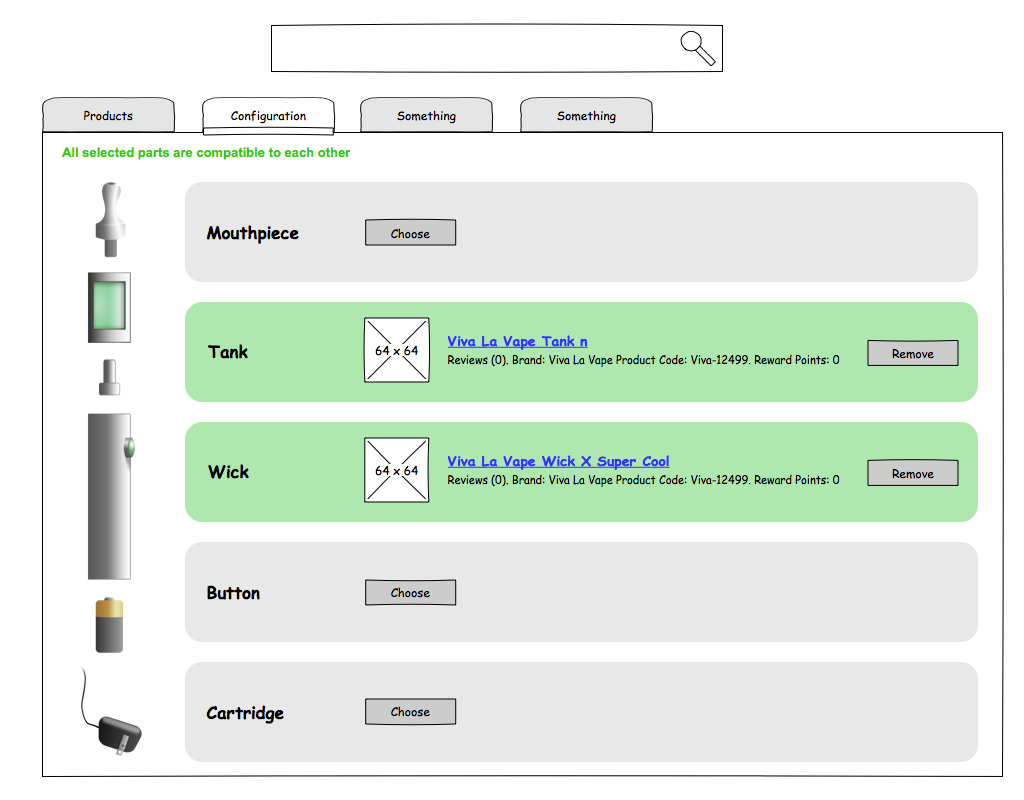 Products
Configuration
Something
Something
All selected parts are compatible to each other
Mouthpiece
Choose
Tank
64 x 64
Viva La Vape Tank n
Reviews (0). Brand: Viva La Vape Product Code: Viva-12499. Reward Points: 0
Remove
Wick
64 x 64
Viva La Vape Wick X Super Cool
Reviews (0). Brand: Viva La Vape Product Code: Viva-12499. Reward Points: 0
Remove
Button
Choose
Cartridge
Choose